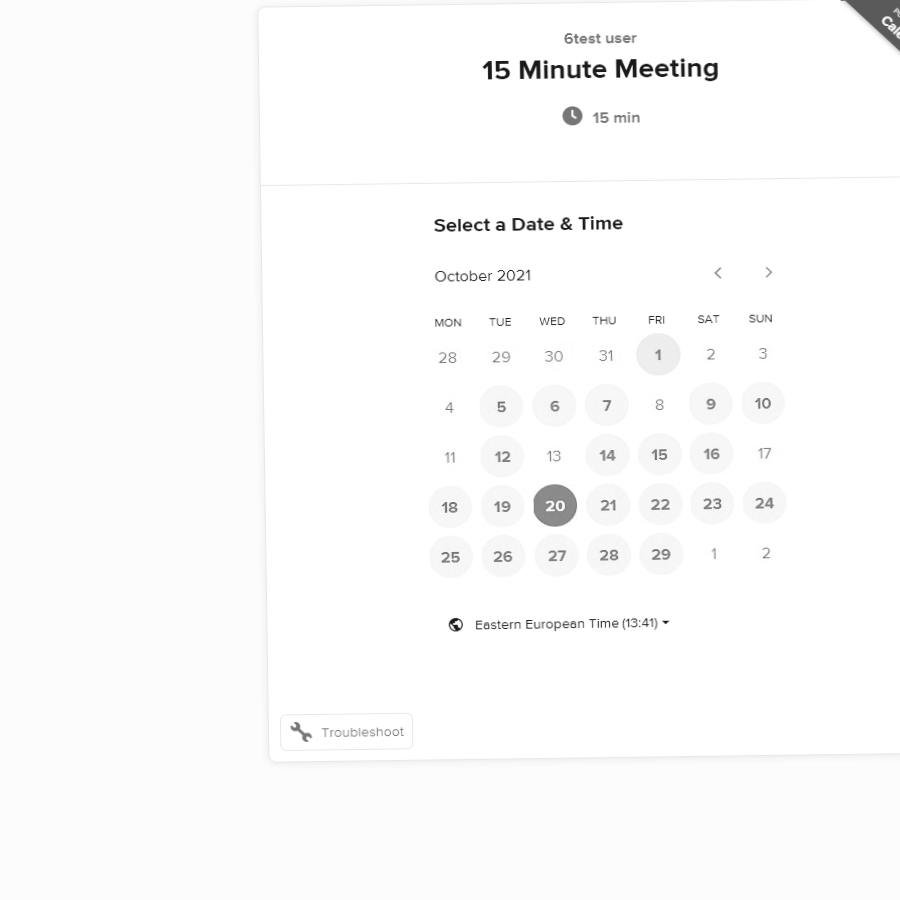 6test user
15 Minute Meeting
15 min
Select a Date & Time
October 2021
MON TUE WED THU FRI SAT SUN
28 29 30 31 1 2 3
4 5 6 7 8 9 10
11 12 13 14 15 16 17
18 19 20 21 22 23 24
25 26 27 28 29 1 2
Eastern European Time (13:41)
Troubleshoot